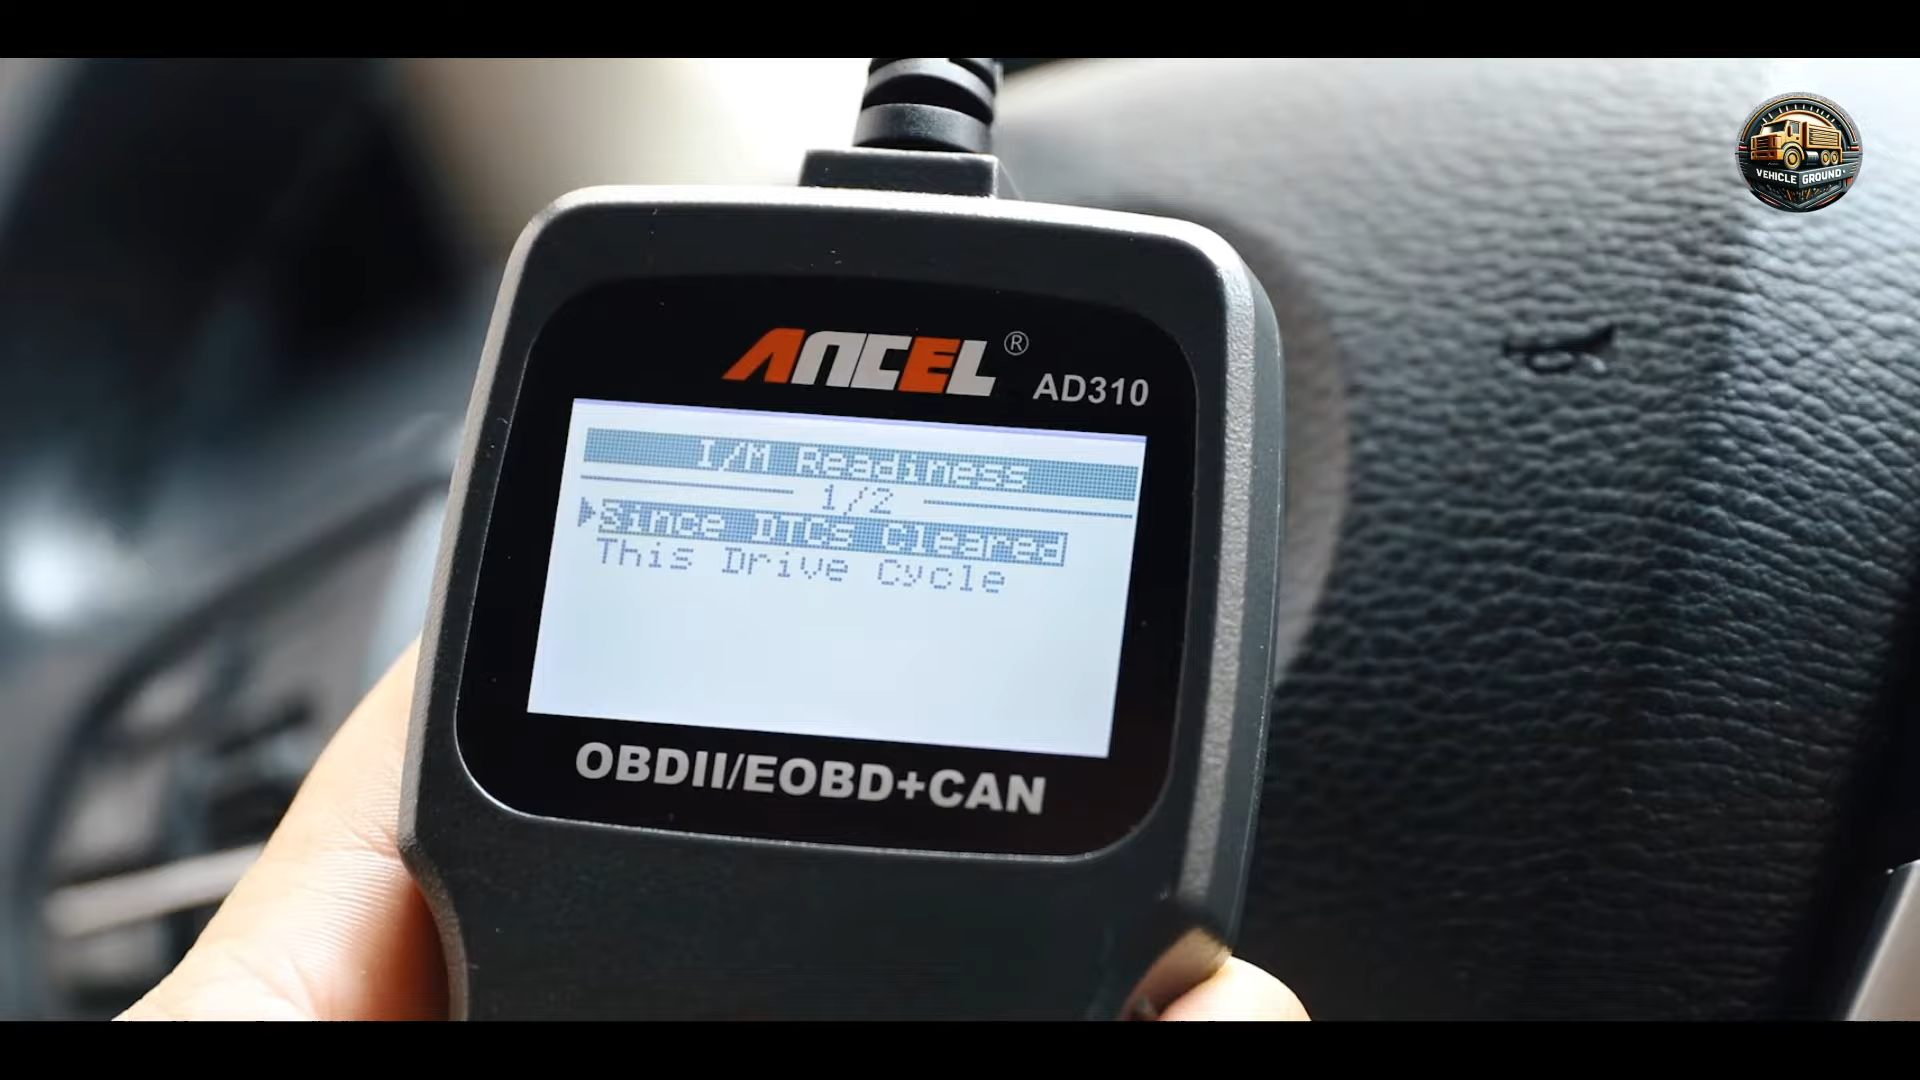 VEHICLE GROUND
ANCEL ®
AD310
I/M Readiness
1/2
Since DTCs Cleared
This Drive Cycle
OBDII/EOBD+CAN